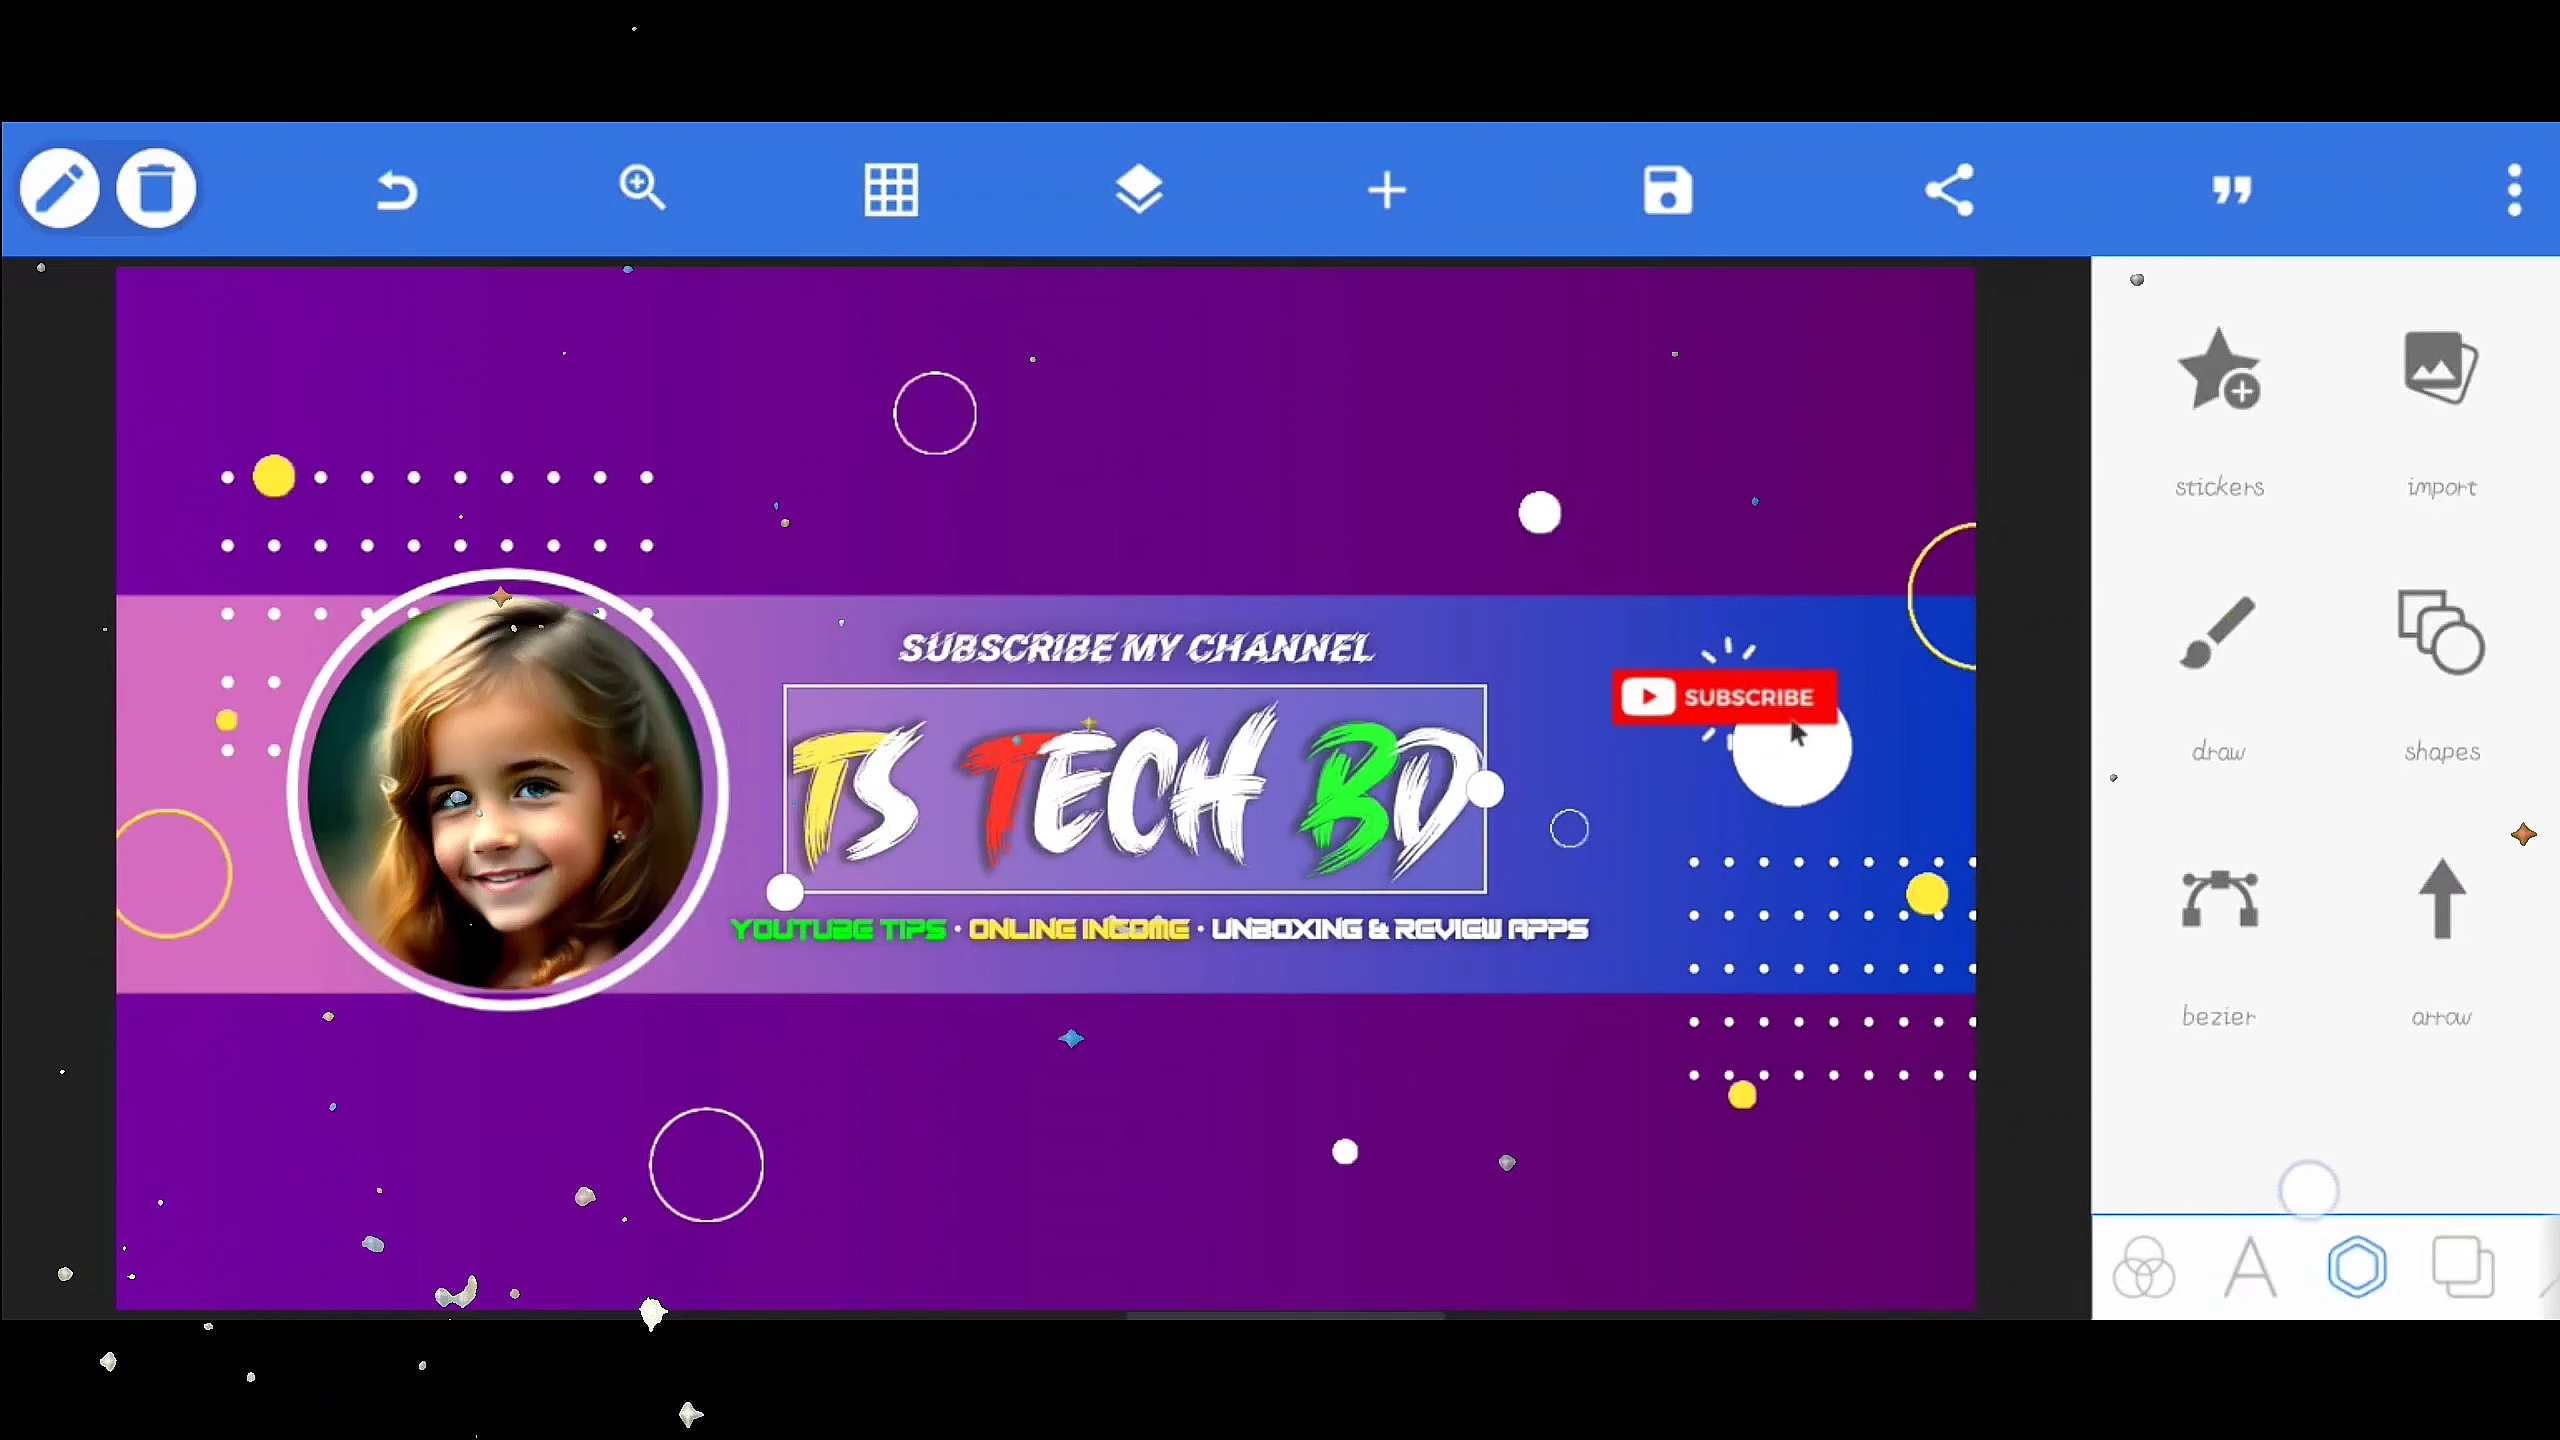 stickers
import
SUBSCRIBE MY CHANNEL
SUBSCRIBE
draw
shapes
TS TECH BD
YOUTUBE TIPS • ONLINE INCOME • UNBOXING & REVIEW APPS
bezier
arrow